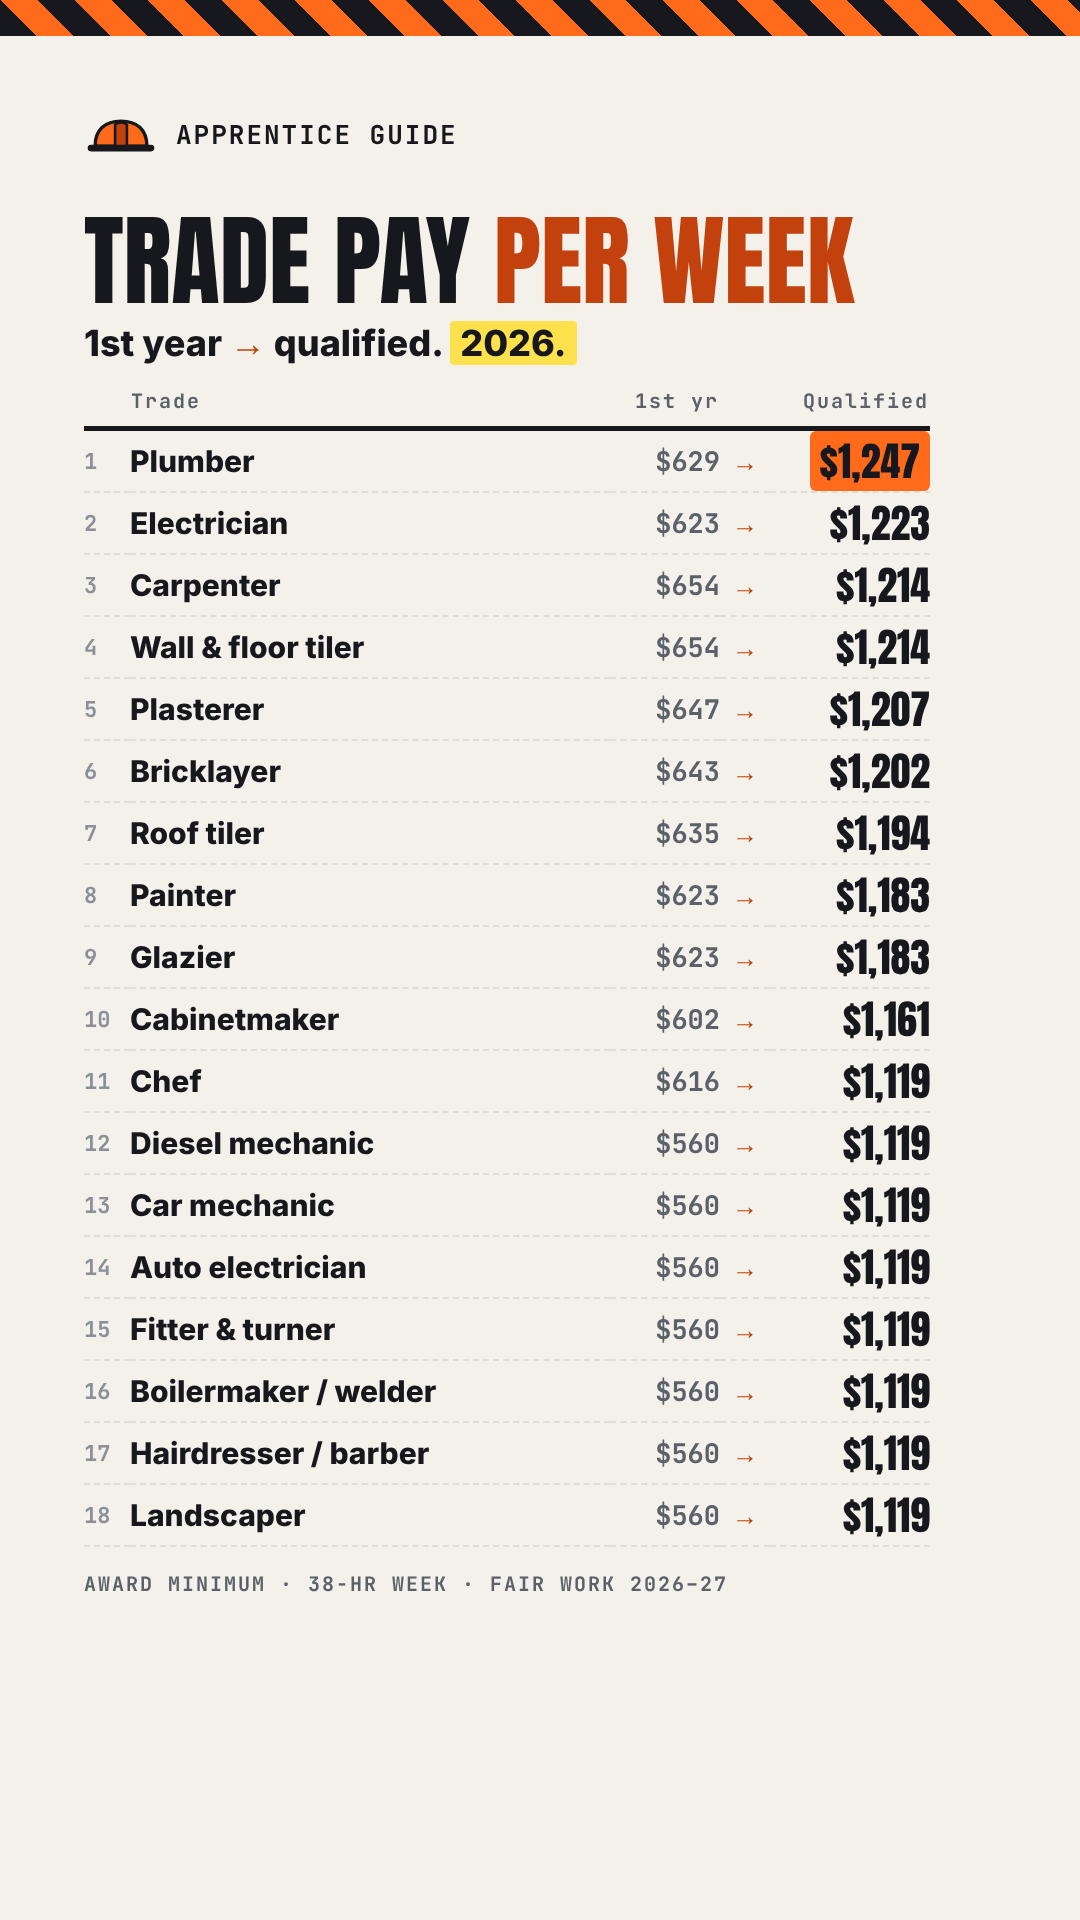 APPRENTICE GUIDE
TRADE PAY PER WEEK
1st year → qualified. 2026.
Trade 1st yr Qualified
1 Plumber $629 → $1,247
2 Electrician $623 → $1,223
3 Carpenter $654 → $1,214
4 Wall & floor tiler $654 → $1,214
5 Plasterer $647 → $1,207
6 Bricklayer $643 → $1,202
7 Roof tiler $635 → $1,194
8 Painter $623 → $1,183
9 Glazier $623 → $1,183
10 Cabinetmaker $602 → $1,161
11 Chef $616 → $1,119
12 Diesel mechanic $560 → $1,119
13 Car mechanic $560 → $1,119
14 Auto electrician $560 → $1,119
15 Fitter & turner $560 → $1,119
16 Boilermaker / welder $560 → $1,119
17 Hairdresser / barber $560 → $1,119
18 Landscaper $560 → $1,119
AWARD MINIMUM · 38-HR WEEK · FAIR WORK 2026–27